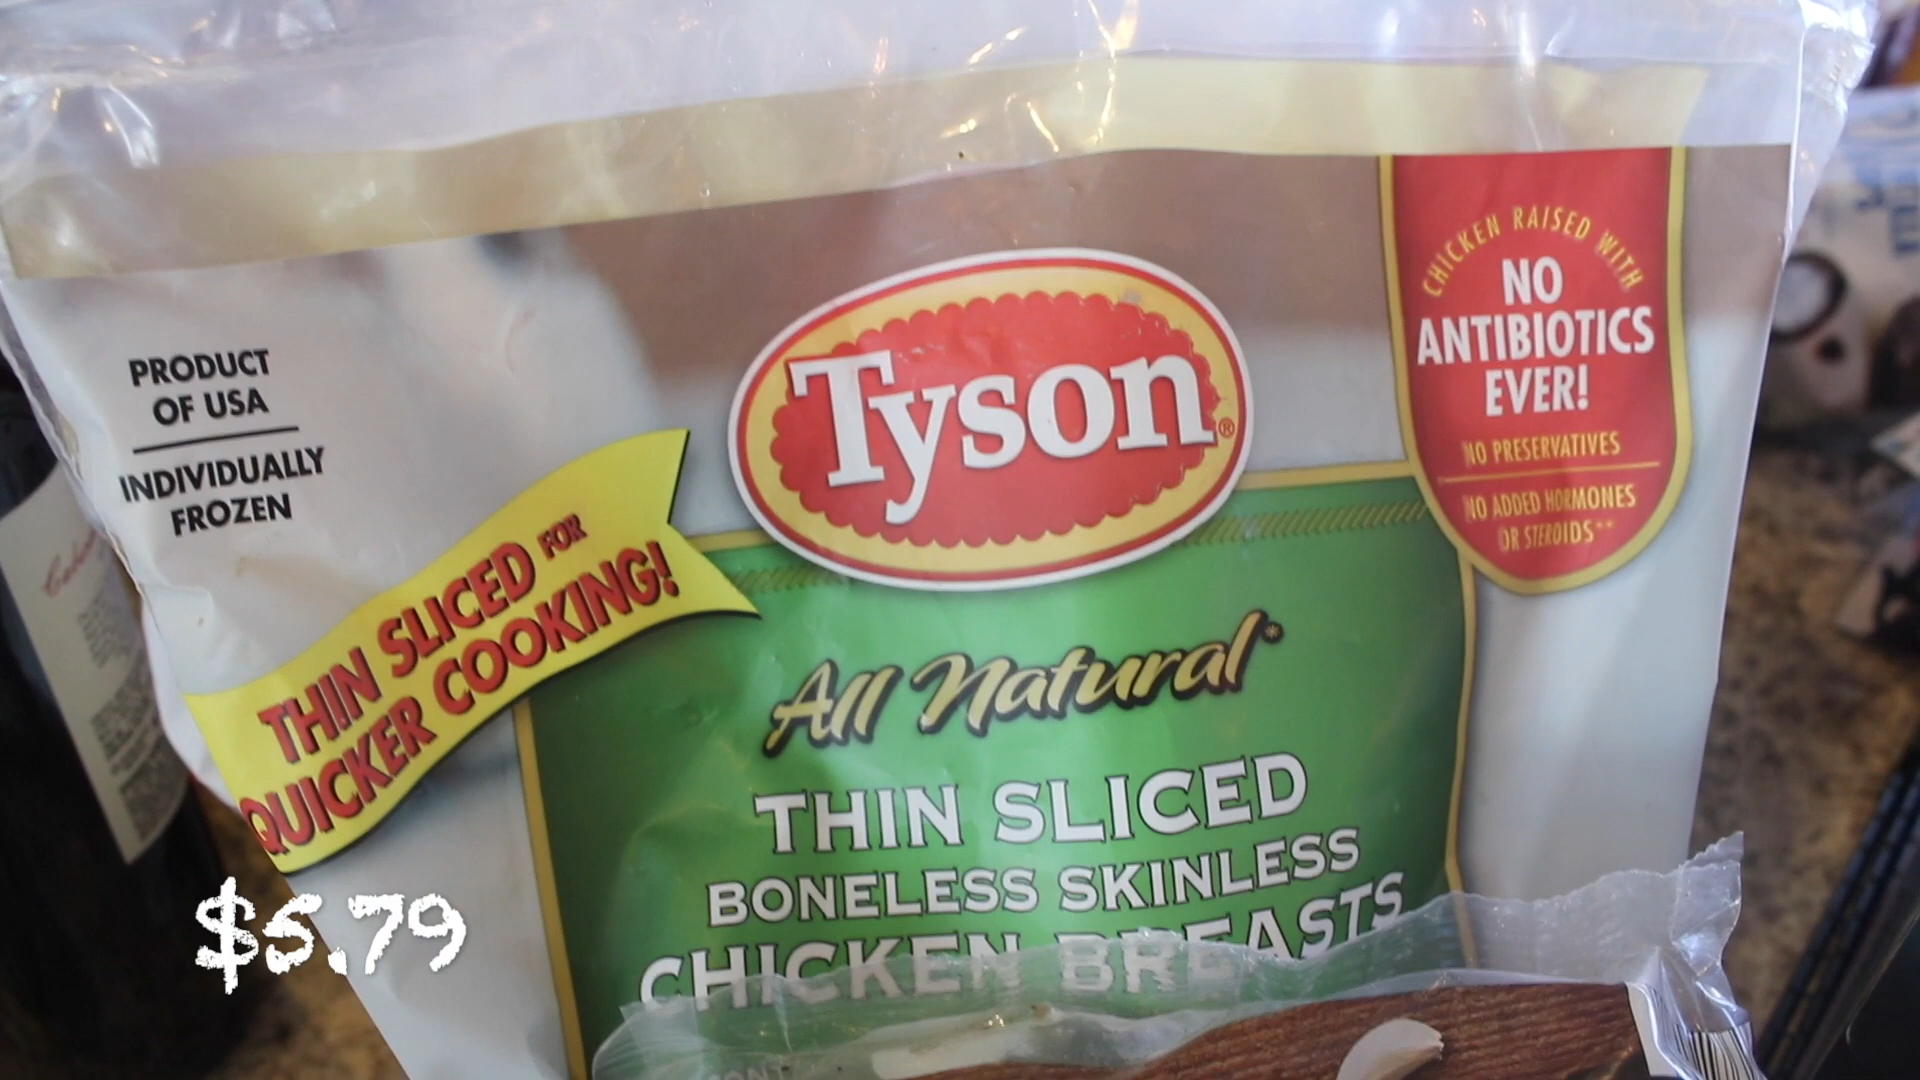 PRODUCT
OF USA
INDIVIDUALLY
FROZEN
THIN SLICED FOR
QUICKER COOKING!
Tyson®
CHICKEN RAISED WITH
NO
ANTIBIOTICS
EVER!
NO PRESERVATIVES
NO ADDED HORMONES
OR STEROIDS**
All Natural*
THIN SLICED
BONELESS SKINLESS
CHICKEN BREASTS
$5.79